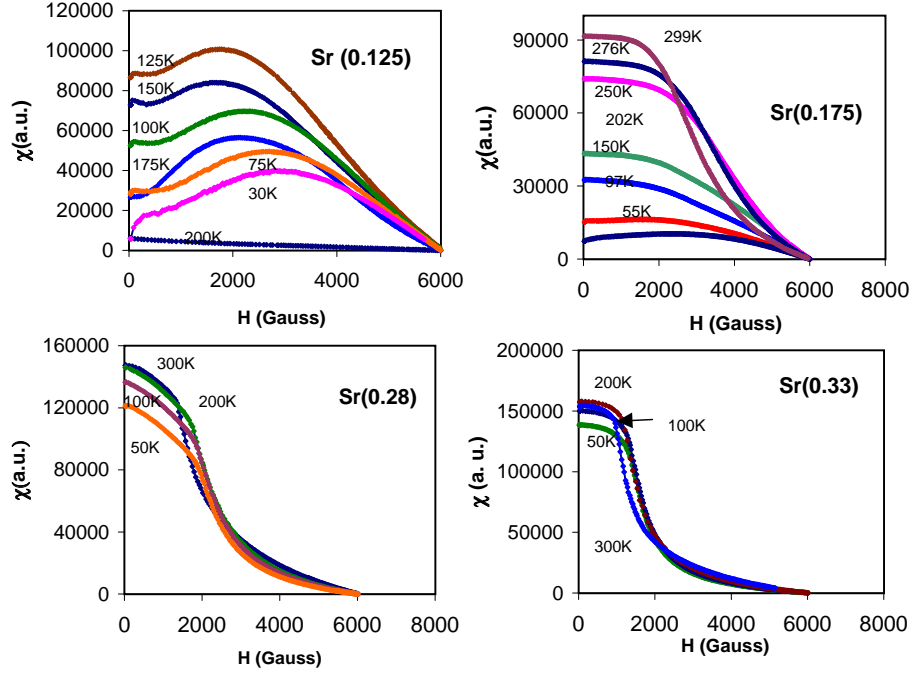 120000
100000
80000
60000
40000
20000
0
χ(a.u.)
Sr (0.125)
125K
150K
100K
175K
75K
30K
200K
0 2000 4000 6000
H (Gauss)
90000
60000
30000
0
χ(a.u.)
Sr(0.175)
276K
299K
250K
202K
150K
97K
55K
0 2000 4000 6000 8000
H (Gauss)
160000
120000
80000
40000
0
χ(a.u.)
Sr(0.28)
300K
100K
200K
50K
0 2000 4000 6000 8000
H (Gauss)
200000
150000
100000
50000
0
χ (a. u.)
Sr(0.33)
200K
100K
50K
300K
0 2000 4000 6000 8000
H (Gauss)